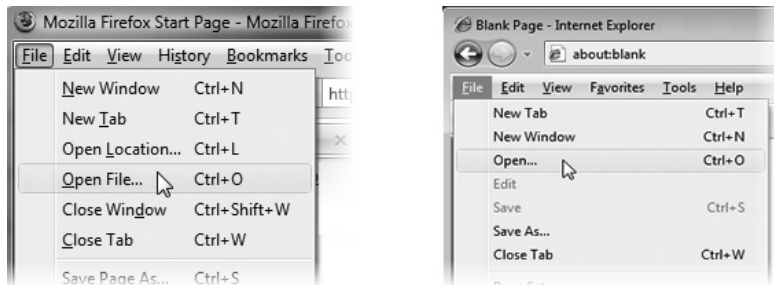 Mozilla Firefox Start Page - Mozilla Firefox
File Edit View History Bookmarks Too
New Window Ctrl+N
New Tab Ctrl+T
Open Location... Ctrl+L
Open File... Ctrl+O
Close Window Ctrl+Shift+W
Close Tab Ctrl+W
Save Page As... Ctrl+S
htt
Blank Page - Internet Explorer
about:blank
File Edit View Favorites Tools Help
New Tab Ctrl+T
New Window Ctrl+N
Open... Ctrl+O
Edit
Save Ctrl+S
Save As...
Close Tab Ctrl+W